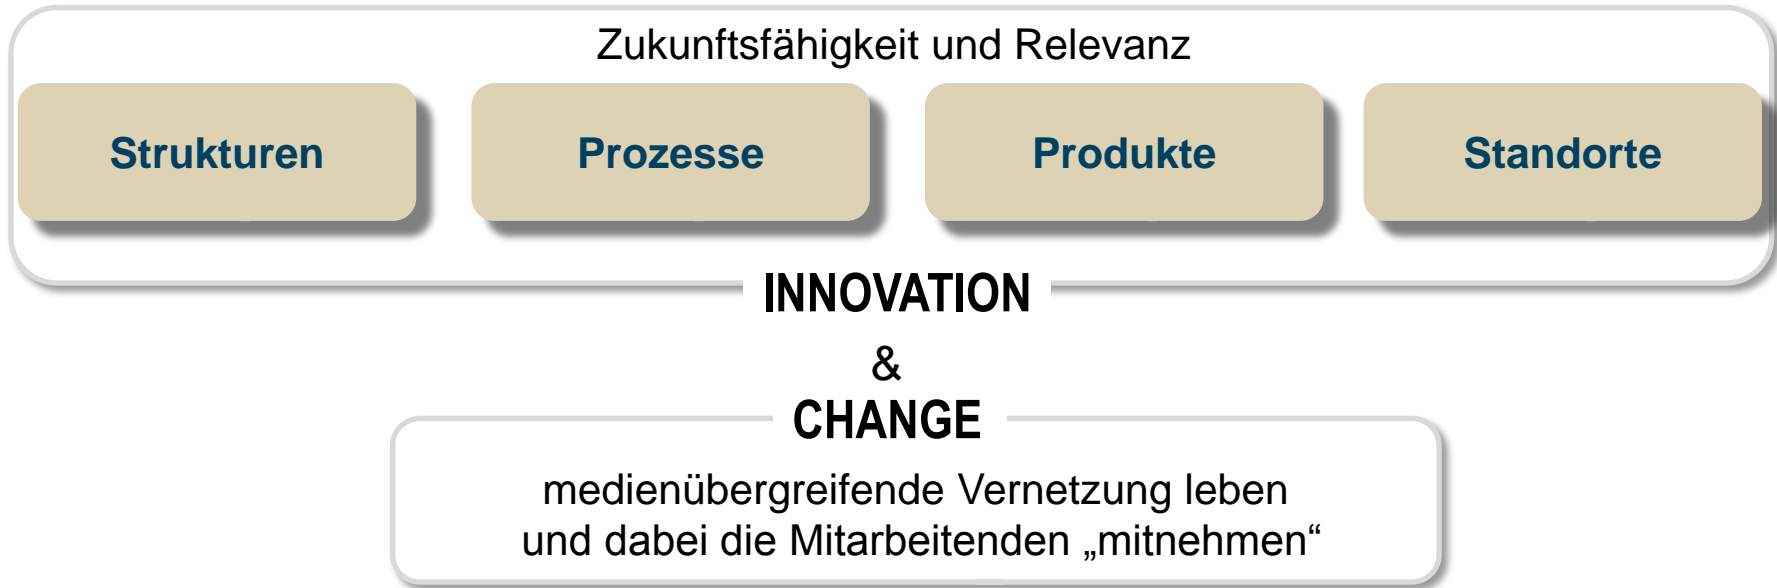 Zukunftsfähigkeit und Relevanz
Strukturen
Prozesse
Produkte
Standorte
INNOVATION
&
CHANGE
medienübergreifende Vernetzung leben
und dabei die Mitarbeitenden „mitnehmen“